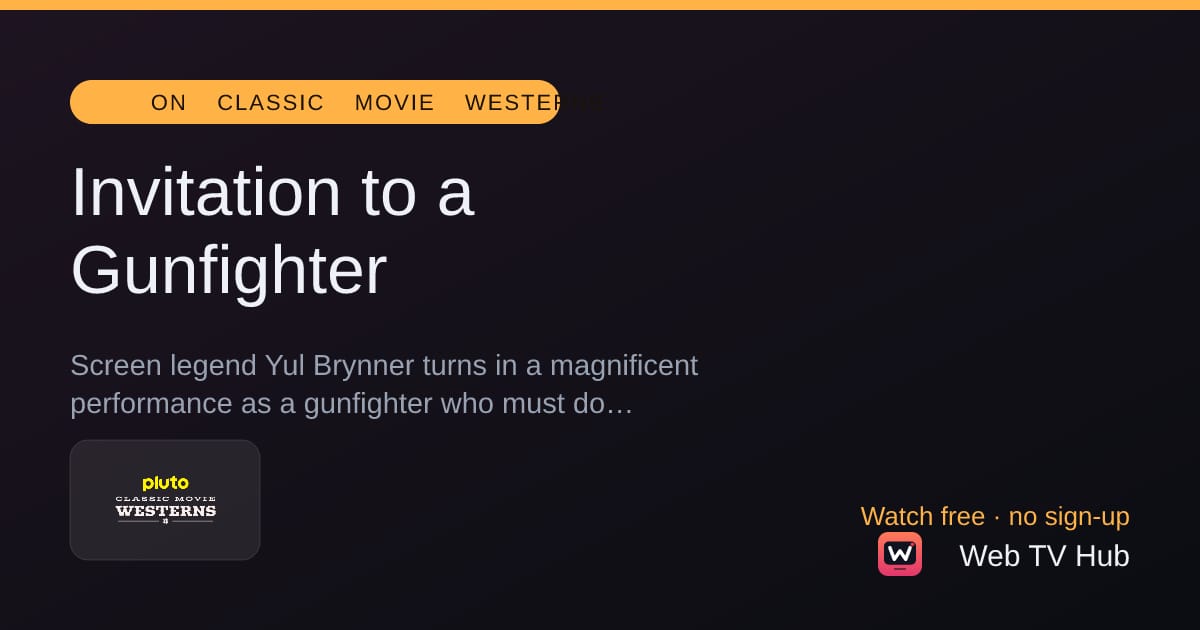 ON CLASSIC MOVIE WESTERNS
Invitation to a
Gunfighter
Screen legend Yul Brynner turns in a magnificent
performance as a gunfighter who must do…
pluto
CLASSIC MOVIE
WESTERNS
Watch free · no sign-up
W
Web TV Hub